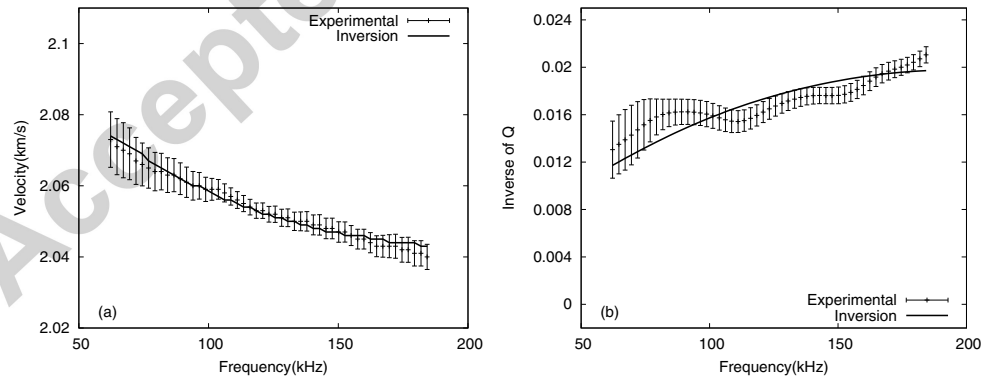 Accepte
Experimental
Inversion
2.1
2.08
2.06
2.04
2.02
Velocity(km/s)
(a)
50
100
150
200
Frequency(kHz)
0.024
0.02
0.016
0.012
0.008
0.004
0
Inverse of Q
(b)
Experimental
Inversion
50
100
150
200
Frequency(kHz)